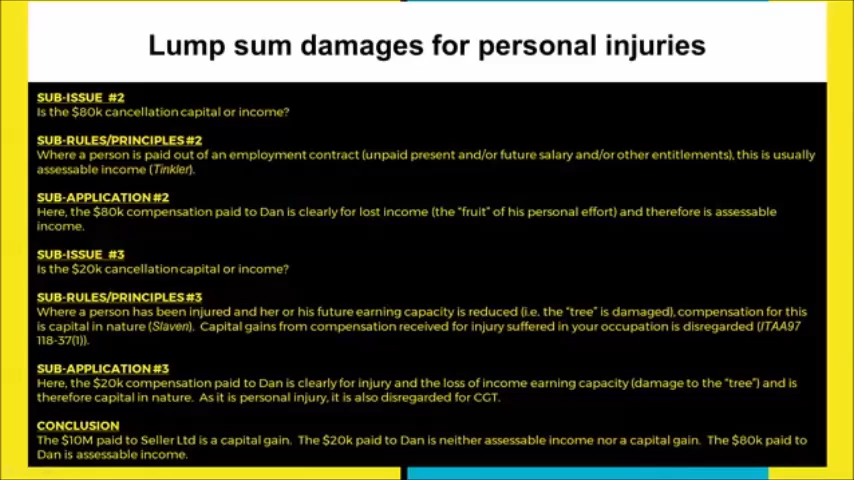 Lump sum damages for personal injuries
SUB-ISSUE #2
Is the $80k cancellation capital or income?
SUB-RULES/PRINCIPLES #2
Where a person is paid out of an employment contract (unpaid present and/or future salary and/or other entitlements), this is usually
assessable income (Tinkler).
SUB-APPLICATION #2
Here, the $80k compensation paid to Dan is clearly for lost income (the "fruit" of his personal effort) and therefore is assessable
income.
SUB-ISSUE #3
Is the $20k cancellation capital or income?
SUB-RULES/PRINCIPLES #3
Where a person has been injured and her or his future earning capacity is reduced (i.e. the "tree" is damaged), compensation for this
is capital in nature (Slaven). Capital gains from compensation received for injury suffered in your occupation is disregarded (ITAA97
118-37(1)).
SUB-APPLICATION #3
Here, the $20k compensation paid to Dan is clearly for injury and the loss of income earning capacity (damage to the "tree") and is
therefore capital in nature. As it is personal injury, it is also disregarded for CGT.
CONCLUSION
The $10M paid to Seller Ltd is a capital gain. The $20k paid to Dan is neither assessable income nor a capital gain. The $80k paid to
Dan is assessable income.